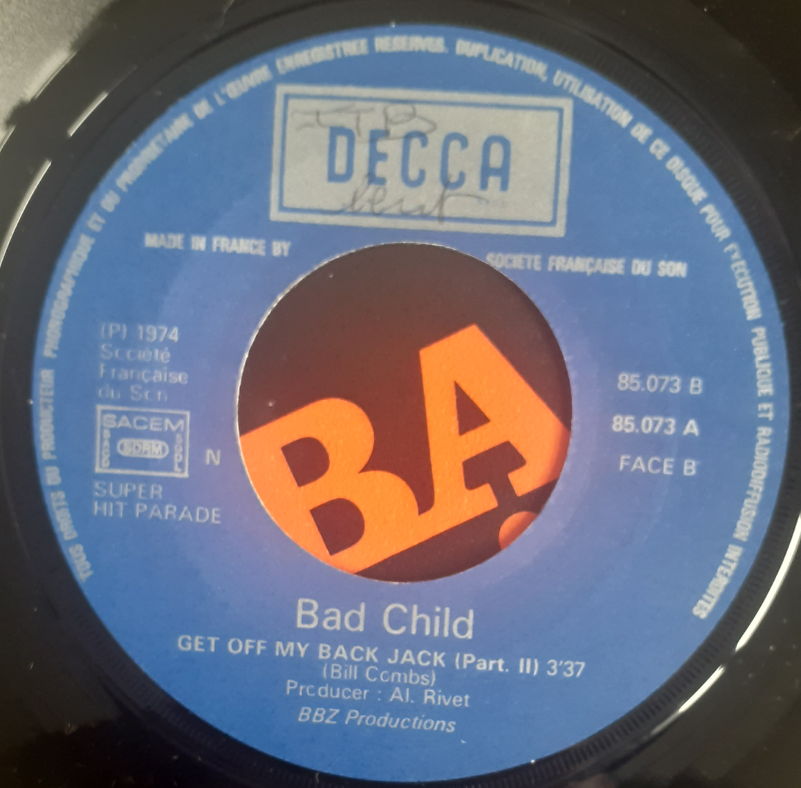 TOUS DROITS DU PRODUCTEUR PHONOGRAPHIQUE ET DU PROPRIETAIRE DE L'ŒUVRE ENREGISTREE RESERVES. DUPLICATION, UTILISATION DE CE DISQUE POUR EXECUTION PUBLIQUE ET RADIODIFFUSION INTERDITES
DECCA
MADE IN FRANCE BY
SOCIETE FRANÇAISE DU SON
(P) 1974
Société
Française
du Son
SACEM
SDRM
N
SUPER
HIT PARADE
85.073 B
85.073 A
FACE B
BA
Bad Child
GET OFF MY BACK JACK (Part. II) 3'37
(Bill Combs)
Producer : Al. Rivet
BBZ Productions